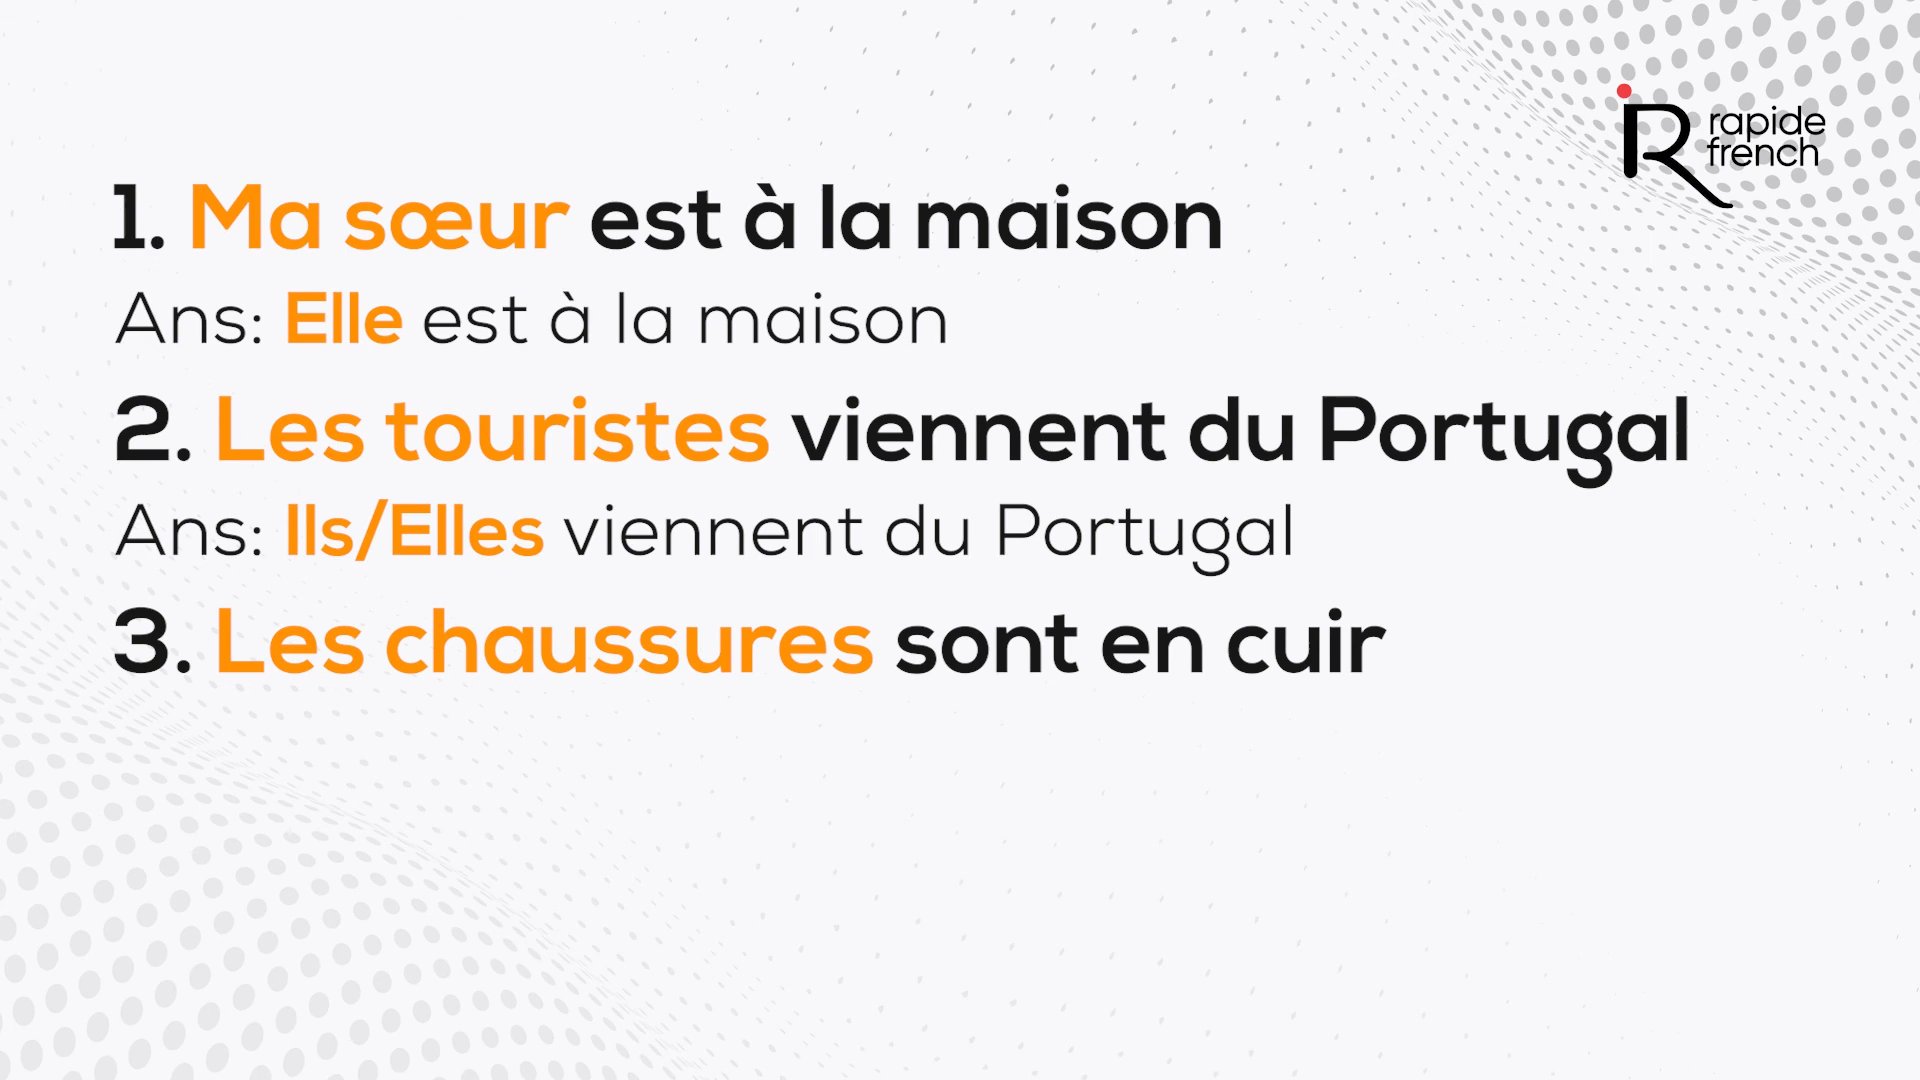 rapide
french
1. Ma sœur est à la maison
Ans: Elle est à la maison
2. Les touristes viennent du Portugal
Ans: Ils/Elles viennent du Portugal
3. Les chaussures sont en cuir